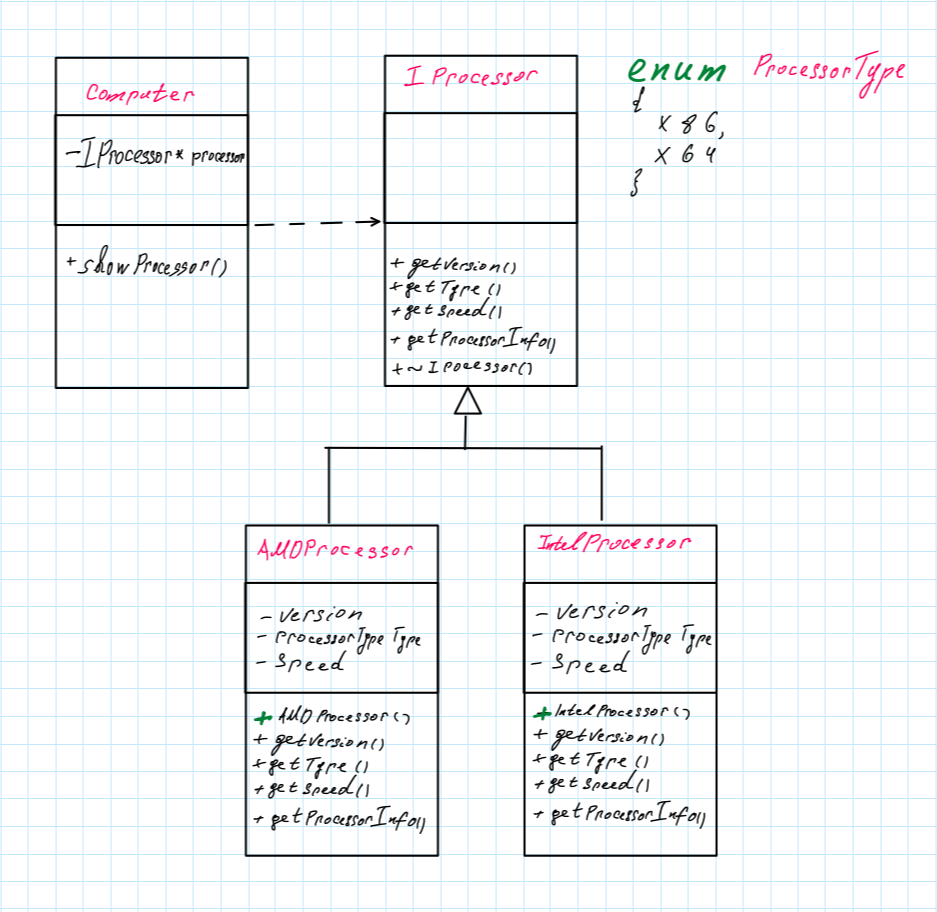 Computer
- IProcessor* processor
+ showProcessor()
IProcessor
+ getVersion()
+ getType()
+ getSpeed()
+ getProcessorInfo()
+ ~IPocessor()
enum ProcessorType
{
x86,
x64
}
AMDProcessor
- Version
- ProcessorType Type
- Speed
+ AMDProcessor()
+ getVersion()
+ getType()
+ getSpeed()
+ getProcessorInfo()
IntelProcessor
- Version
- ProcessorType Type
- Speed
+ IntelProcessor()
+ getVersion()
+ getType()
+ getSpeed()
+ getProcessorInfo()